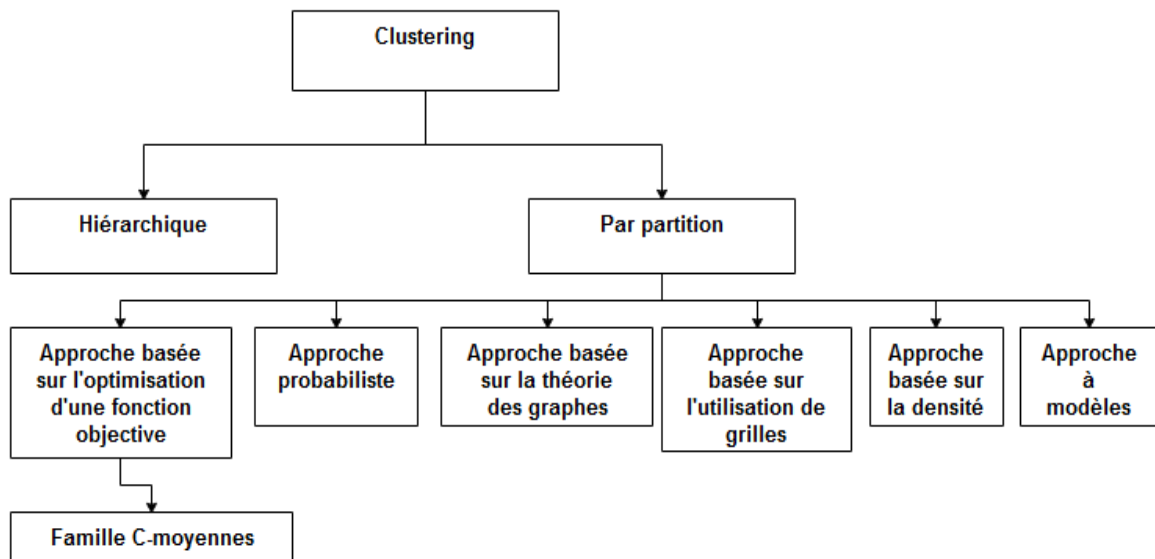 Clustering
Hiérarchique
Par partition
Approche basée
sur l'optimisation
d'une fonction
objective
Approche
probabiliste
Approche basée
sur la théorie
des graphes
Approche
basée sur
l'utilisation de
grilles
Approche
basée sur
la densité
Approche
à
modèles
Famille C-moyennes